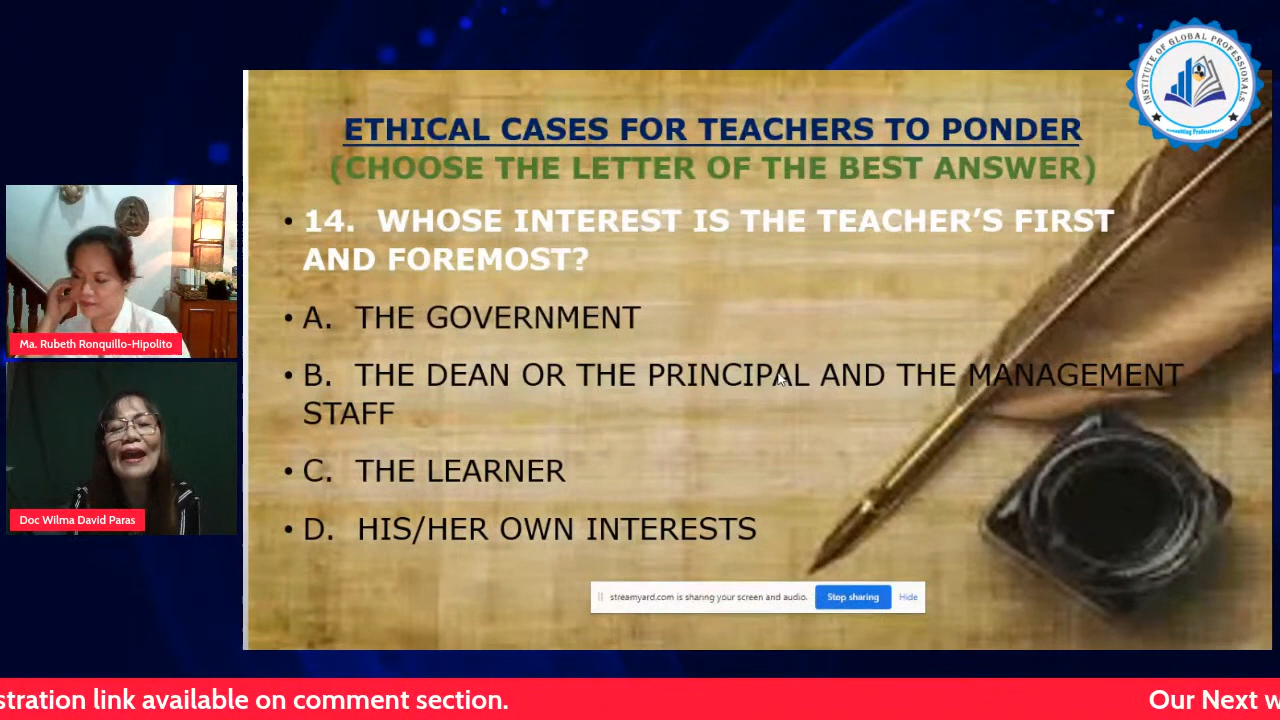 INSTITUTE OF GLOBAL PROFESSIONALS
ETHICAL CASES FOR TEACHERS TO PONDER
(CHOOSE THE LETTER OF THE BEST ANSWER)
• 14. WHOSE INTEREST IS THE TEACHER’S FIRST
AND FOREMOST?
• A. THE GOVERNMENT
• B. THE DEAN OR THE PRINCIPAL AND THE MANAGEMENT
STAFF
• C. THE LEARNER
• D. HIS/HER OWN INTERESTS
Ma. Rubeth Ronquillo-Hipolito
Doc Wilma David Paras
streamyard.com is sharing your screen and audio.
Stop sharing
Hide
stration link available on comment section.
Our Next w